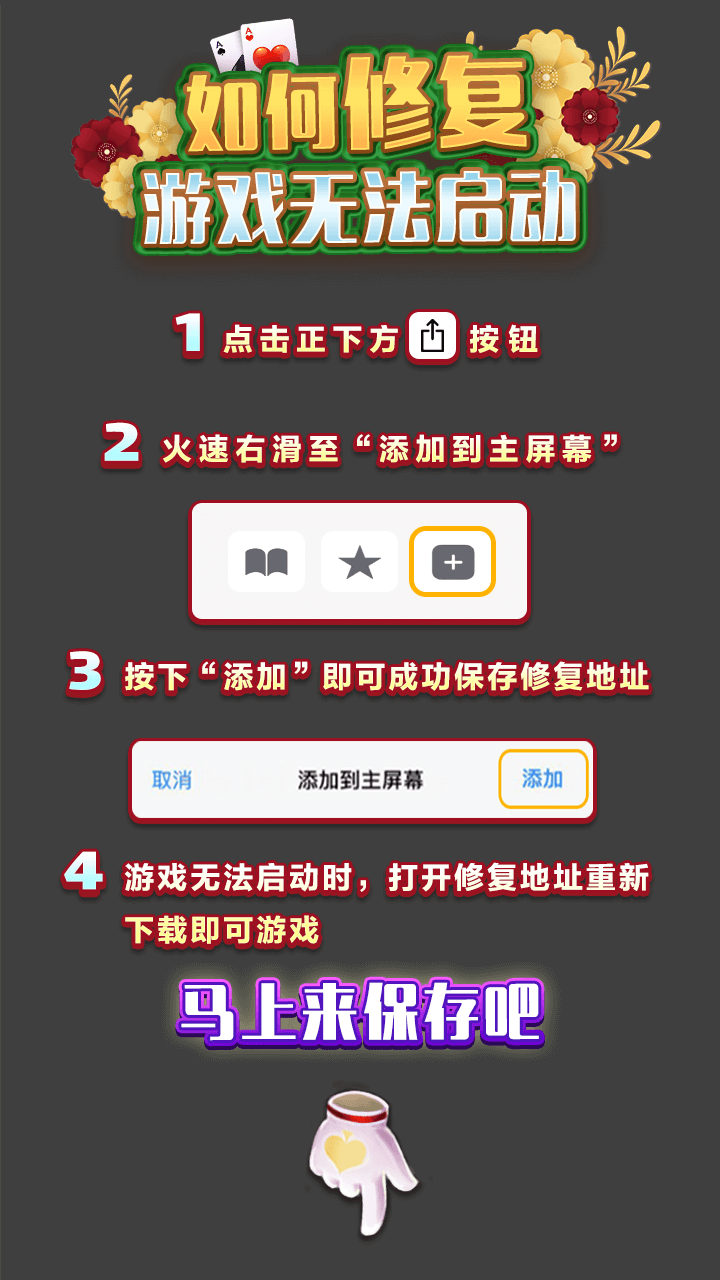 A
A
如何修复
游戏无法启动
1 点击正下方 按钮
2 火速右滑至“添加到主屏幕”
3 按下“添加”即可成功保存修复地址
取消 添加到主屏幕 添加
4 游戏无法启动时，打开修复地址重新
下载即可游戏
马上来保存吧